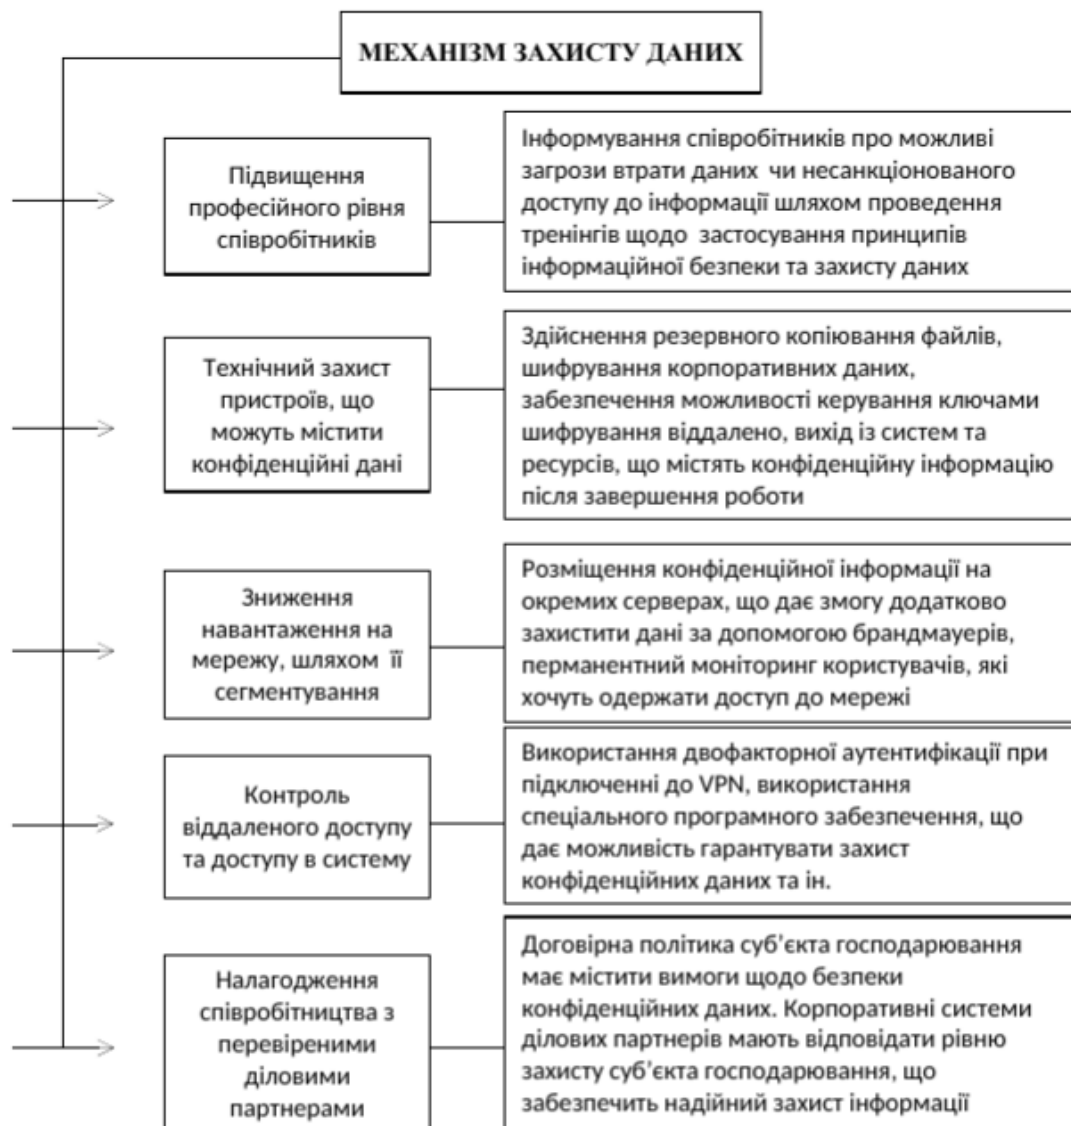 МЕХАНІЗМ ЗАХИСТУ ДАНИХ
Підвищення
професійного рівня
співробітників
Інформування співробітників про можливі
загрози втрати даних чи несанкціонованого
доступу до інформації шляхом проведення
тренінгів щодо застосування принципів
інформаційної безпеки та захисту даних
Технічний захист
пристроїв, що
можуть містити
конфіденційні дані
Здійснення резервного копіювання файлів,
шифрування корпоративних даних,
забезпечення можливості керування ключами
шифрування віддалено, вихід із систем та
ресурсів, що містять конфіденційну інформацію
після завершення роботи
Зниження
навантаження на
мережу, шляхом її
сегментування
Розміщення конфіденційної інформації на
окремих серверах, що дає змогу додатково
захистити дані за допомогою брандмауерів,
перманентний моніторинг користувачів, які
хочуть одержати доступ до мережі
Контроль
віддаленого доступу
та доступу в систему
Використання двофакторної аутентифікації при
підключенні до VPN, використання
спеціального програмного забезпечення, що
дає можливість гарантувати захист
конфіденційних даних та ін.
Налагодження
співробітництва з
перевіреними
діловими
партнерами
Договірна політика суб’єкта господарювання
має містити вимоги щодо безпеки
конфіденційних даних. Корпоративні системи
ділових партнерів мають відповідати рівню
захисту суб’єкта господарювання, що
забезпечить надійний захист інформації